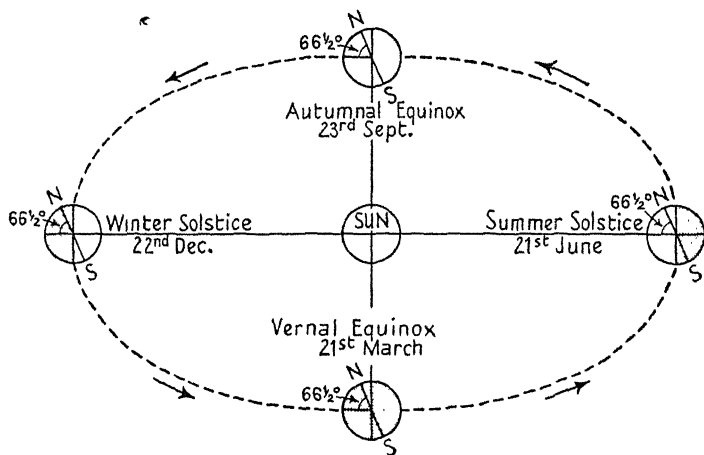 N
66½°
S
Autumnal Equinox
23rd Sept.
N
66½°
S
Winter Solstice
22nd Dec.
SUN
Summer Solstice
21st June
N
66½°
S
Vernal Equinox
21st March
N
66½°
S